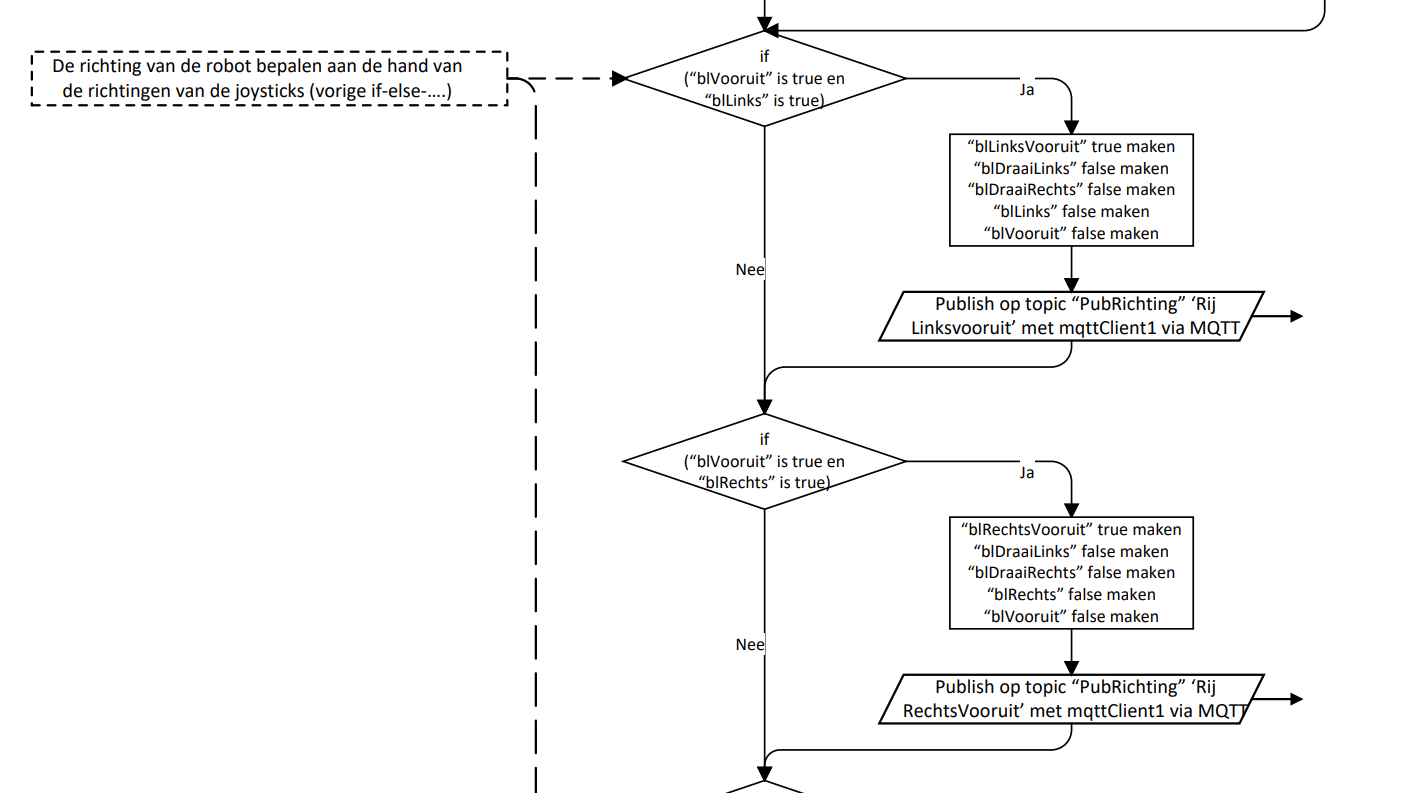 De richting van de robot bepalen aan de hand van
de richtingen van de joysticks (vorige if-else-....)
if
(“blVooruit” is true en
“blLinks” is true)
Ja
“blLinksVooruit” true maken
“blDraaiLinks” false maken
“blDraaiRechts” false maken
“blLinks” false maken
“blVooruit” false maken
Nee
Publish op topic “PubRichting” ‘Rij
Linksvooruit’ met mqttClient1 via MQTT
if
(“blVooruit” is true en
“blRechts” is true)
Ja
“blRechtsVooruit” true maken
“blDraaiLinks” false maken
“blDraaiRechts” false maken
“blRechts” false maken
“blVooruit” false maken
Nee
Publish op topic “PubRichting” ‘Rij
RechtsVooruit’ met mqttClient1 via MQTT